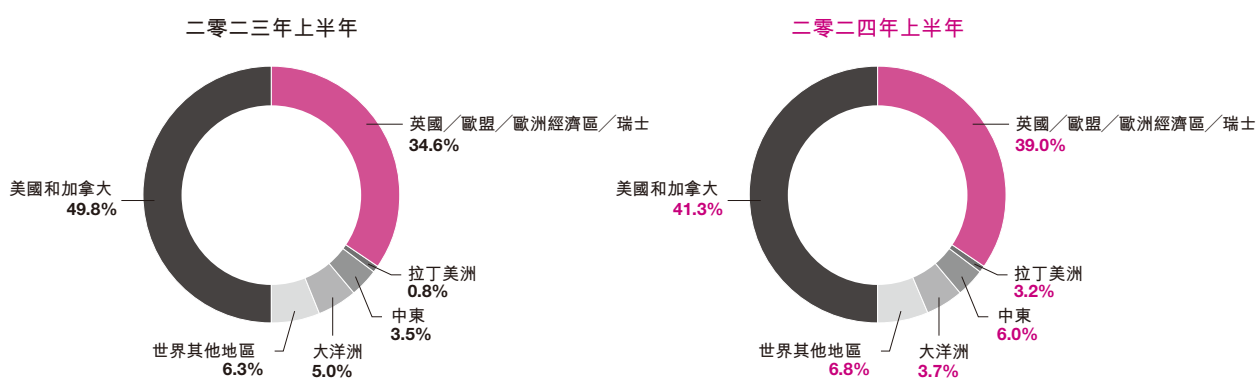 二零二三年上半年
英國／歐盟／歐洲經濟區／瑞士
34.6%
美國和加拿大
49.8%
拉丁美洲
0.8%
中東
3.5%
大洋洲
5.0%
世界其他地區
6.3%
二零二四年上半年
英國／歐盟／歐洲經濟區／瑞士
39.0%
美國和加拿大
41.3%
拉丁美洲
3.2%
中東
6.0%
大洋洲
3.7%
世界其他地區
6.8%